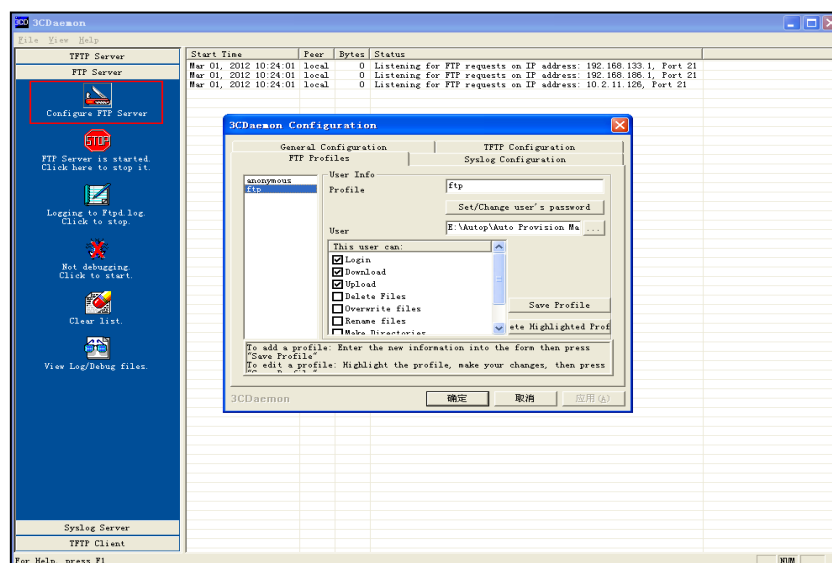 3CD 3CDaemon
File View Help
TFTP Server
FTP Server
Configure FTP Server
STOP
FTP Server is started.
Click here to stop it.
Logging to Ftpd.log.
Click to stop.
Not debugging.
Click to start.
Clear list.
View Log/Debug files.
Syslog Server
TFTP Client
Start Time Peer Bytes Status
Mar 01, 2012 10:24:01 local 0 Listening for FTP requests on IP address: 192.168.133.1, Port 21
Mar 01, 2012 10:24:01 local 0 Listening for FTP requests on IP address: 192.168.186.1, Port 21
Mar 01, 2012 10:24:01 local 0 Listening for FTP requests on IP address: 10.2.11.126, Port 21
3CDaemon Configuration
General Configuration TFTP Configuration
FTP Profiles Syslog Configuration
anonymous
ftp
User Info
Profile ftp
Set/Change user's password
User E:\Autop\Auto Provision Ma ...
This user can:
Login
Download
Upload
Delete Files
Overwrite files
Rename files
Make Directories
Save Profile
ete Highlighted Prof
To add a profile: Enter the new information into the form then press
"Save Profile"
To edit a profile: Highlight the profile, make your changes, then press
3CDaemon
确定 取消 应用(A)
For Help, press F1
NUM